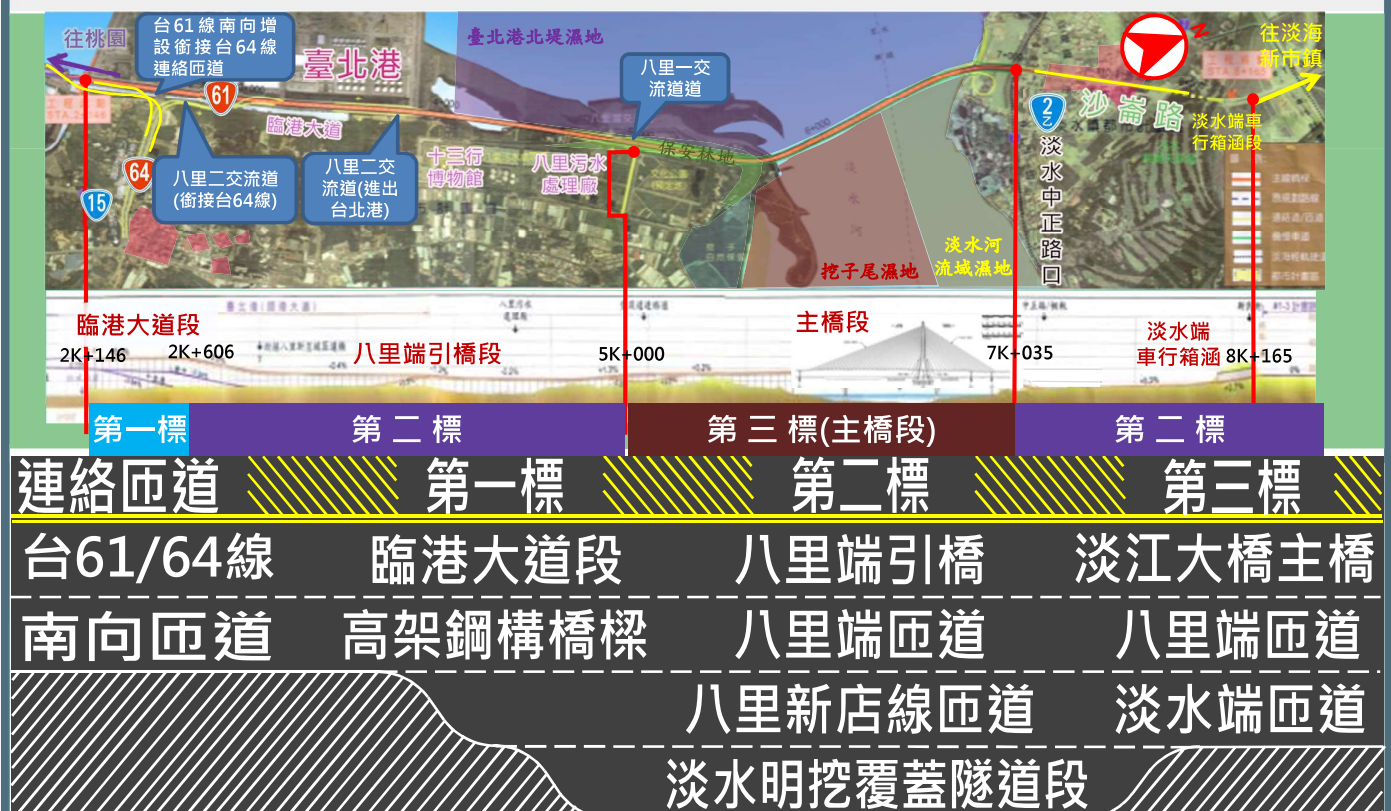 往桃園
台61線南向增
設銜接台64線
連絡匝道
臺北港
臺北港北堤濕地
八里一交
流道道
往淡海
新市鎮
61
臨港大道
2乙
沙崙路
淡水端車
行箱涵段
64
15
八里二交流道
(銜接台64線)
八里二交
流道(進出
台北港)
十三行
博物館
八里污水
處理廠
保安林地
6+000
淡水河
挖子尾濕地
淡水河
流域濕地
淡水中正路口
臨港大道段
2K+146
2K+606
八里端引橋段
5K+000
主橋段
7K+035
淡水端
車行箱涵
8K+165
第一標
第二標
第三標(主橋段)
第二標
連絡匝道
第一標
第二標
第三標
台61/64線
臨港大道段
八里端引橋
淡江大橋主橋
南向匝道
高架鋼構橋樑
八里端匝道
八里端匝道
八里新店線匝道
淡水端匝道
淡水明挖覆蓋隧道段